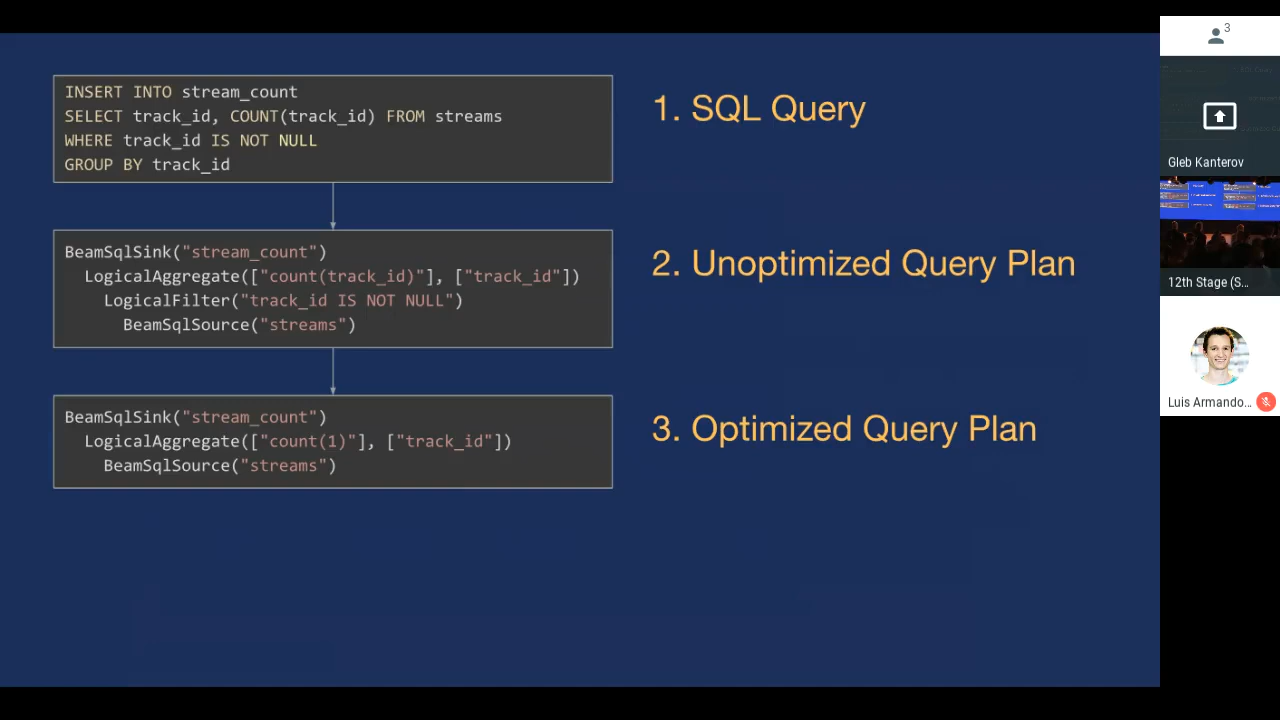 INSERT INTO stream_count
SELECT track_id, COUNT(track_id) FROM streams
WHERE track_id IS NOT NULL
GROUP BY track_id
1. SQL Query
BeamSqlSink("stream_count")
LogicalAggregate(["count(track_id)"], ["track_id"])
LogicalFilter("track_id IS NOT NULL")
BeamSqlSource("streams")
2. Unoptimized Query Plan
BeamSqlSink("stream_count")
LogicalAggregate(["count(1)"], ["track_id"])
BeamSqlSource("streams")
3. Optimized Query Plan
3
Gleb Kanterov
12th Stage (S...
Luis Armando...